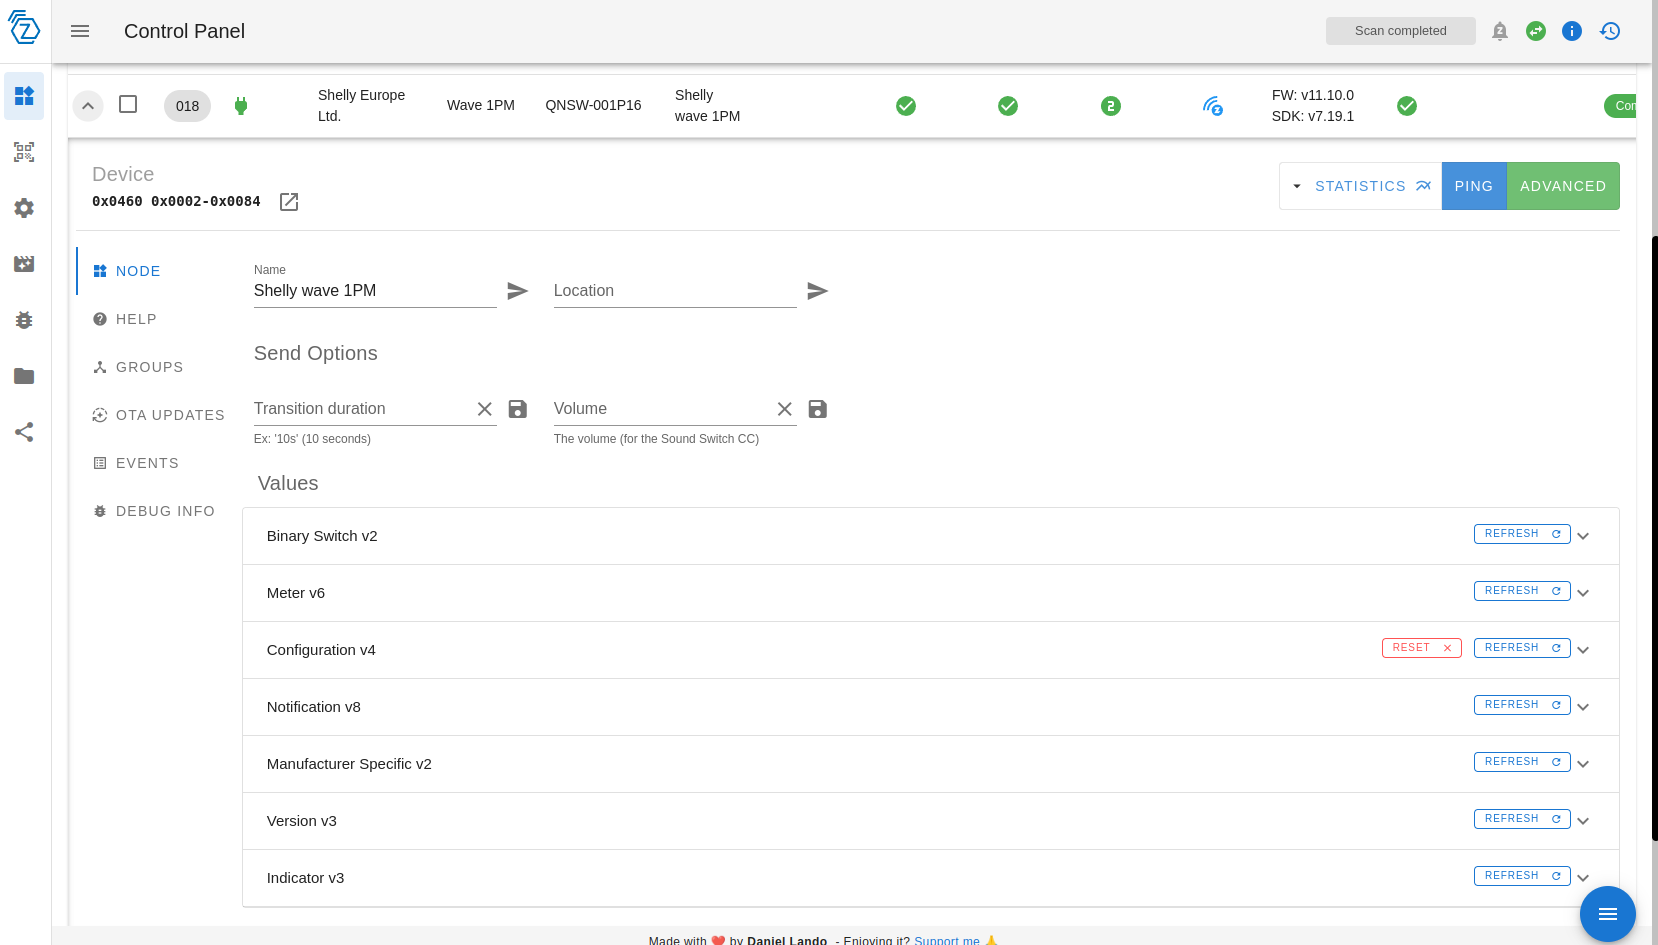 Control Panel
Scan completed
018
Shelly Europe
Ltd.
Wave 1PM
QNSW-001P16
Shelly
wave 1PM
2
FW: v11.10.0
SDK: v7.19.1
Device
0x0460 0x0002-0x0084
STATISTICS
PING
ADVANCED
NODE
HELP
GROUPS
OTA UPDATES
EVENTS
DEBUG INFO
Name
Shelly wave 1PM
Location
Send Options
Transition duration
Ex: '10s' (10 seconds)
Volume
The volume (for the Sound Switch CC)
Values
Binary Switch v2
REFRESH
Meter v6
REFRESH
Configuration v4
RESET
REFRESH
Notification v8
REFRESH
Manufacturer Specific v2
REFRESH
Version v3
REFRESH
Indicator v3
REFRESH
Made with ❤️ by Daniel Lando - Enjoying it? Support me 🙏